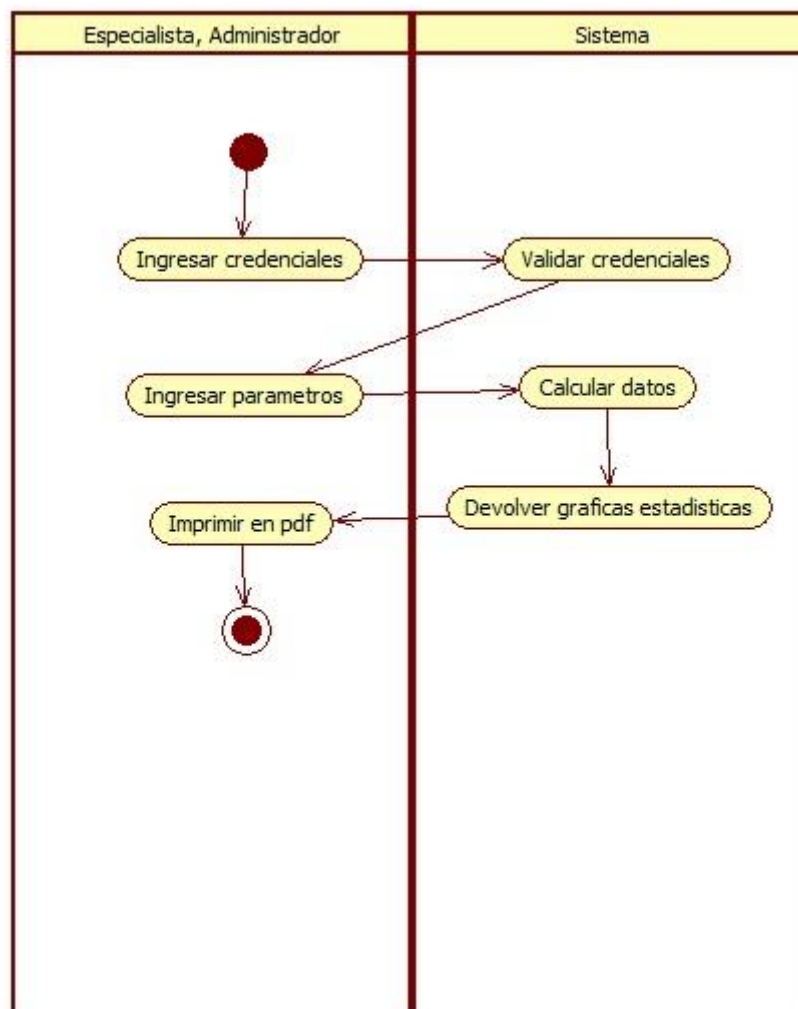 Especialista, Administrador
Sistema
Ingresar credenciales
Validar credenciales
Ingresar parametros
Calcular datos
Devolver graficas estadisticas
Imprimir en pdf